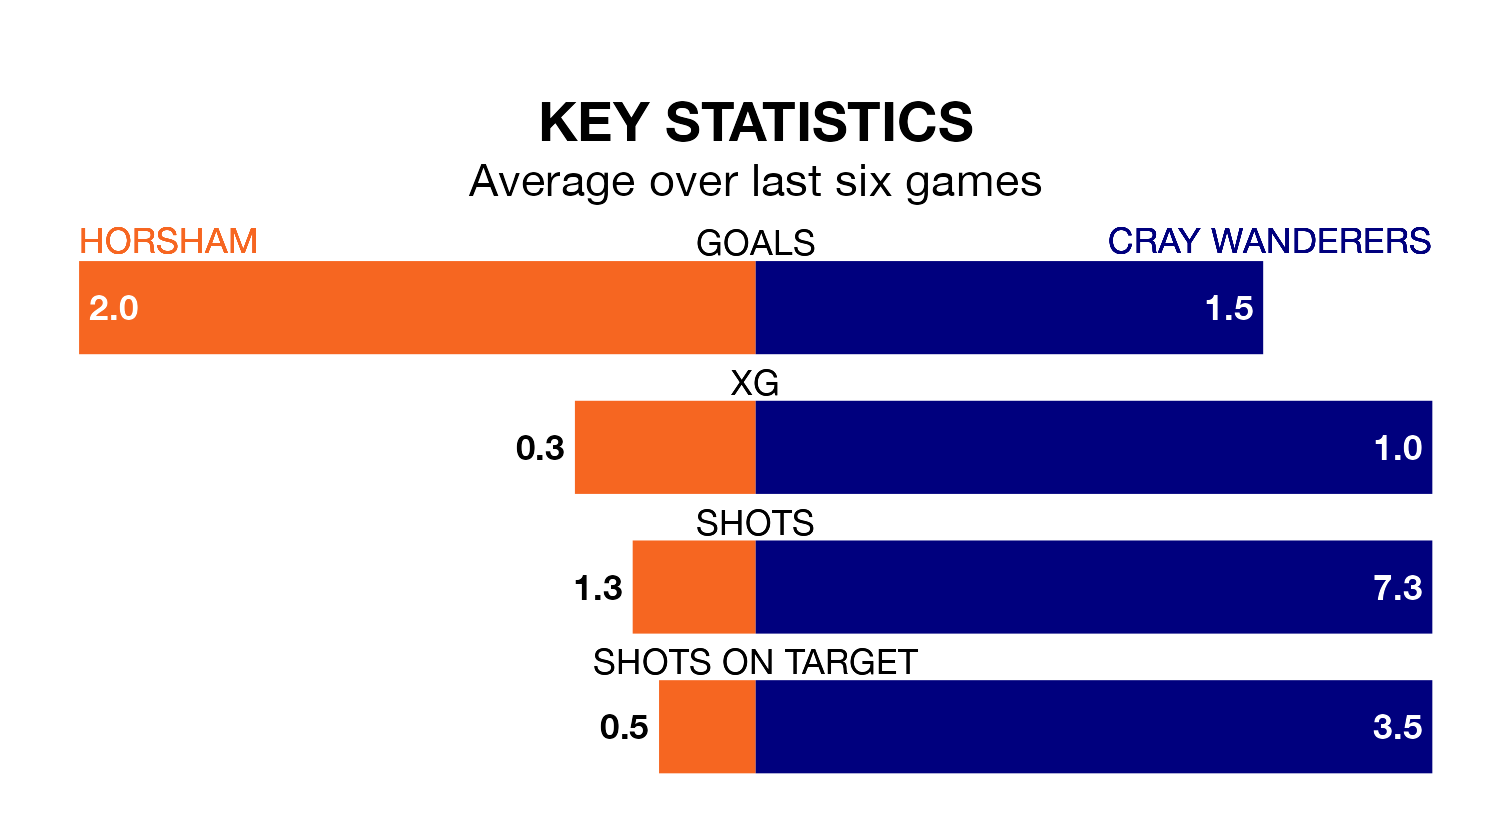 KEY STATISTICS
Average over last six games
HORSHAM GOALS CRAY WANDERERS
2.0 1.5
XG
0.3 1.0
SHOTS
1.3 7.3
SHOTS ON TARGET
0.5 3.5